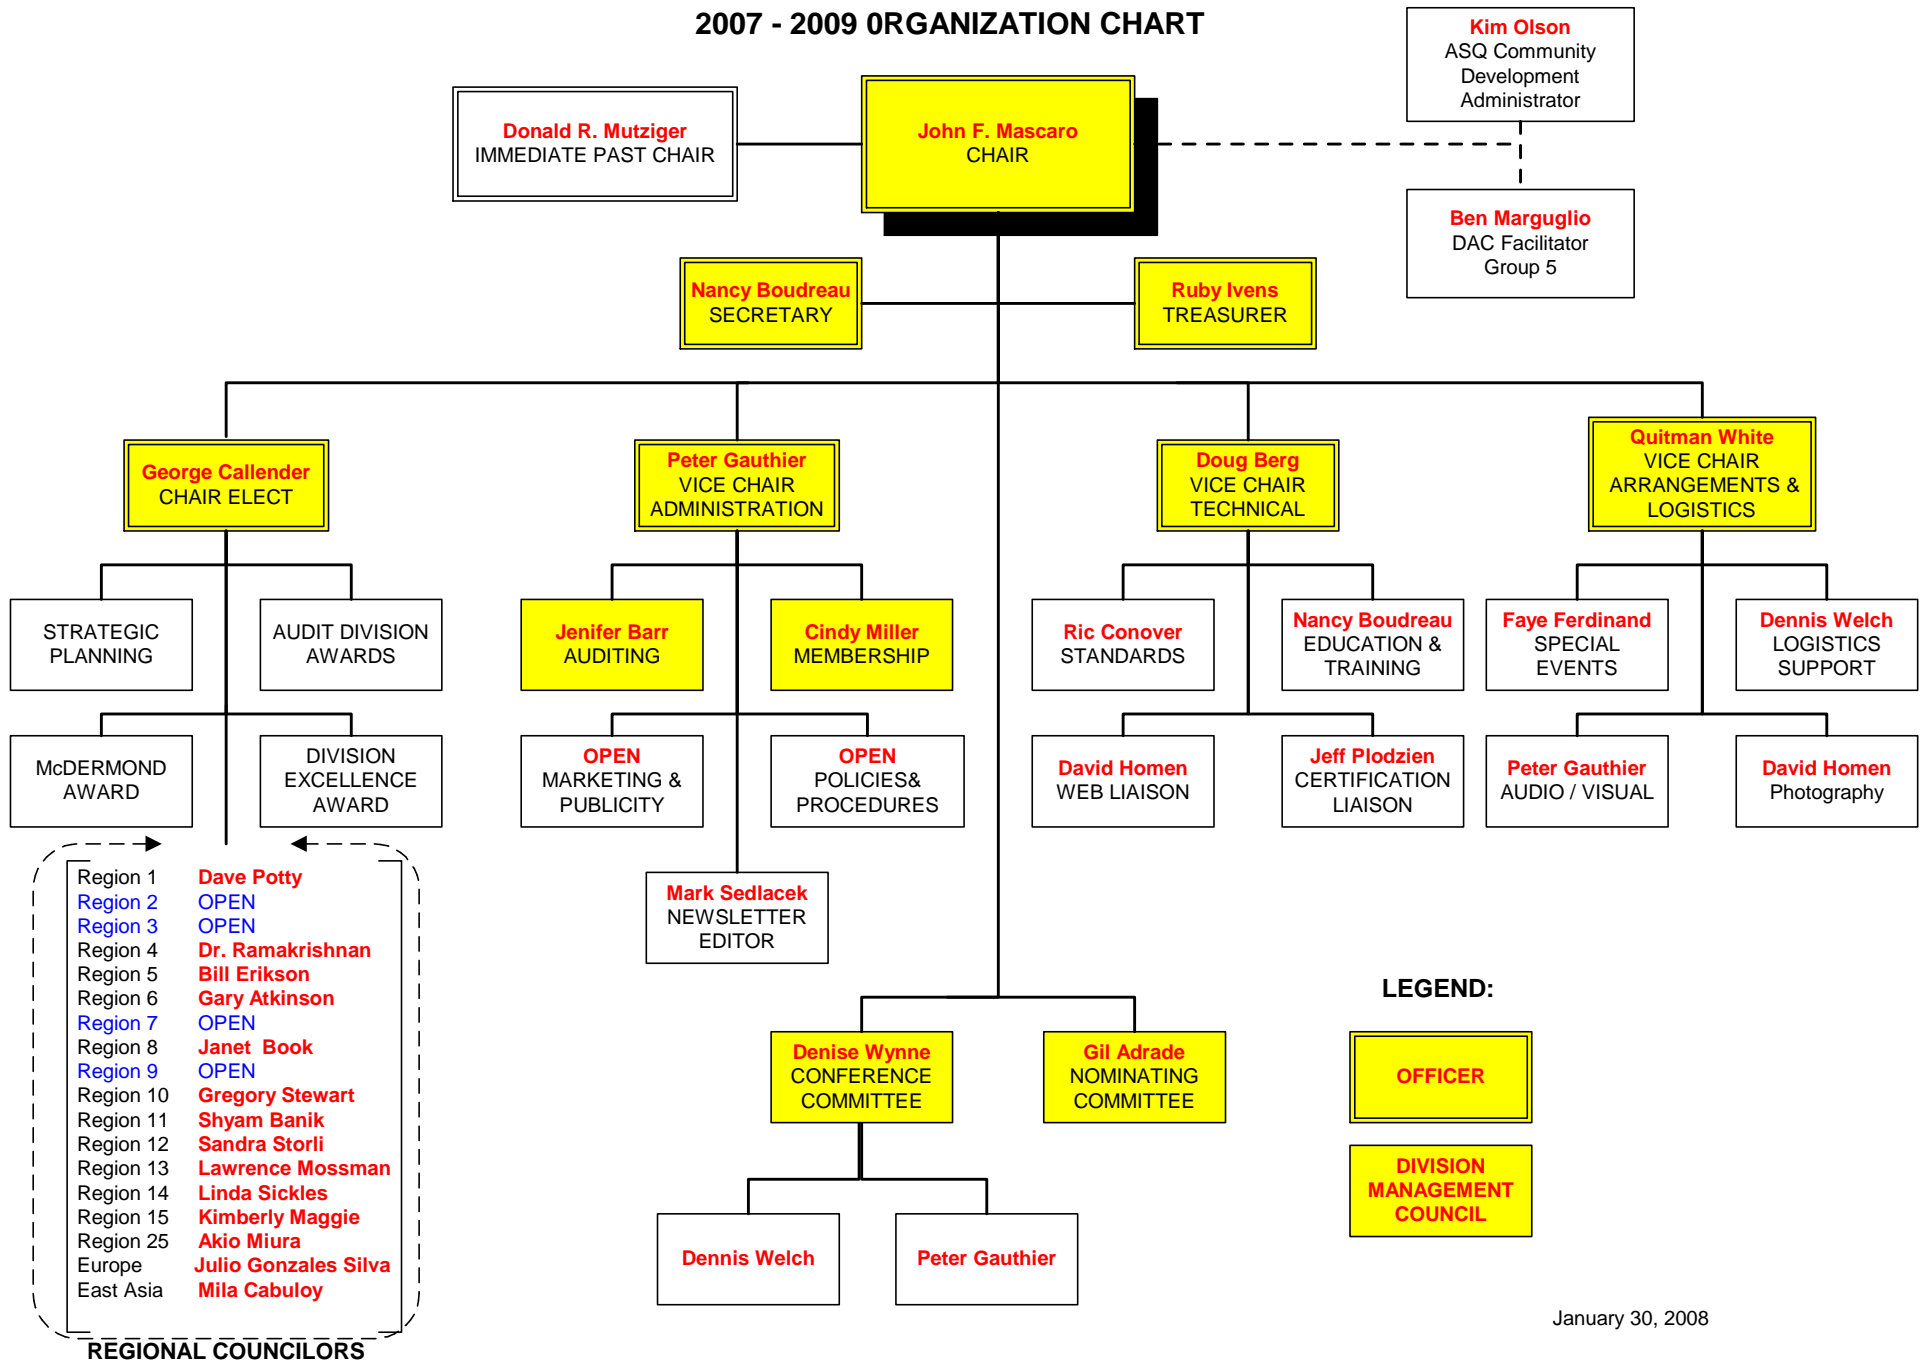 2007 - 2009 0RGANIZATION CHART
Kim Olson
ASQ Community
Development
Administrator
Donald R. Mutziger
IMMEDIATE PAST CHAIR
John F. Mascaro
CHAIR
Ben Marguglio
DAC Facilitator
Group 5
Nancy Boudreau
SECRETARY
Ruby Ivens
TREASURER
George Callender
CHAIR ELECT
Peter Gauthier
VICE CHAIR
ADMINISTRATION
Doug Berg
VICE CHAIR
TECHNICAL
Quitman White
VICE CHAIR
ARRANGEMENTS &
LOGISTICS
STRATEGIC
PLANNING
AUDIT DIVISION
AWARDS
Jenifer Barr
AUDITING
Cindy Miller
MEMBERSHIP
Ric Conover
STANDARDS
Nancy Boudreau
EDUCATION &
TRAINING
Faye Ferdinand
SPECIAL
EVENTS
Dennis Welch
LOGISTICS
SUPPORT
McDERMOND
AWARD
DIVISION
EXCELLENCE
AWARD
OPEN
MARKETING &
PUBLICITY
OPEN
POLICIES&
PROCEDURES
David Homen
WEB LIAISON
Jeff Plodzien
CERTIFICATION
LIAISON
Peter Gauthier
AUDIO / VISUAL
David Homen
Photography
Mark Sedlacek
NEWSLETTER
EDITOR
Region 1 Dave Potty
Region 2 OPEN
Region 3 OPEN
Region 4 Dr. Ramakrishnan
Region 5 Bill Erikson
Region 6 Gary Atkinson
Region 7 OPEN
Region 8 Janet  Book
Region 9 OPEN
Region 10 Gregory Stewart
Region 11 Shyam Banik
Region 12 Sandra Storli
Region 13 Lawrence Mossman
Region 14 Linda Sickles
Region 15 Kimberly Maggie
Region 25 Akio Miura
Europe Julio Gonzales Silva
East Asia Mila Cabuloy
REGIONAL COUNCILORS
Denise Wynne
CONFERENCE
COMMITTEE
Gil Adrade
NOMINATING
COMMITTEE
Dennis Welch
Peter Gauthier
LEGEND:
OFFICER
DIVISION
MANAGEMENT
COUNCIL
January 30, 2008